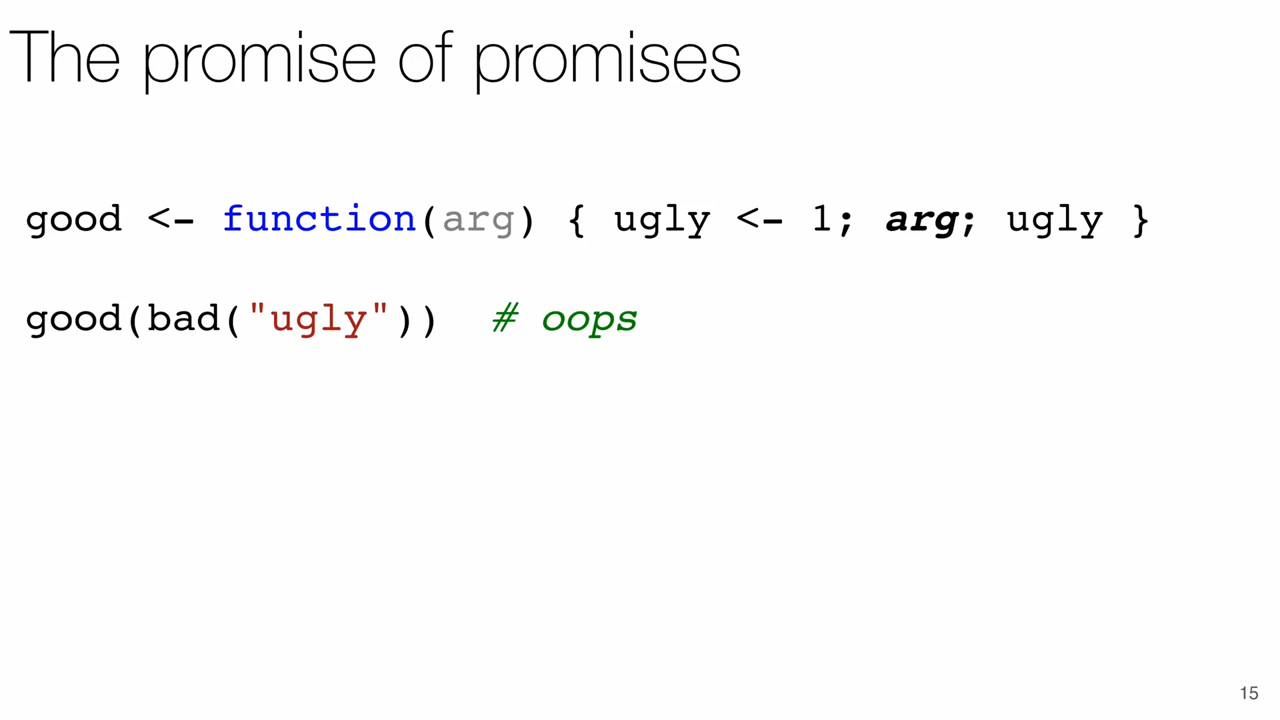 The promise of promises
good <- function(arg) { ugly <- 1; arg; ugly }
good(bad("ugly"))  # oops
15